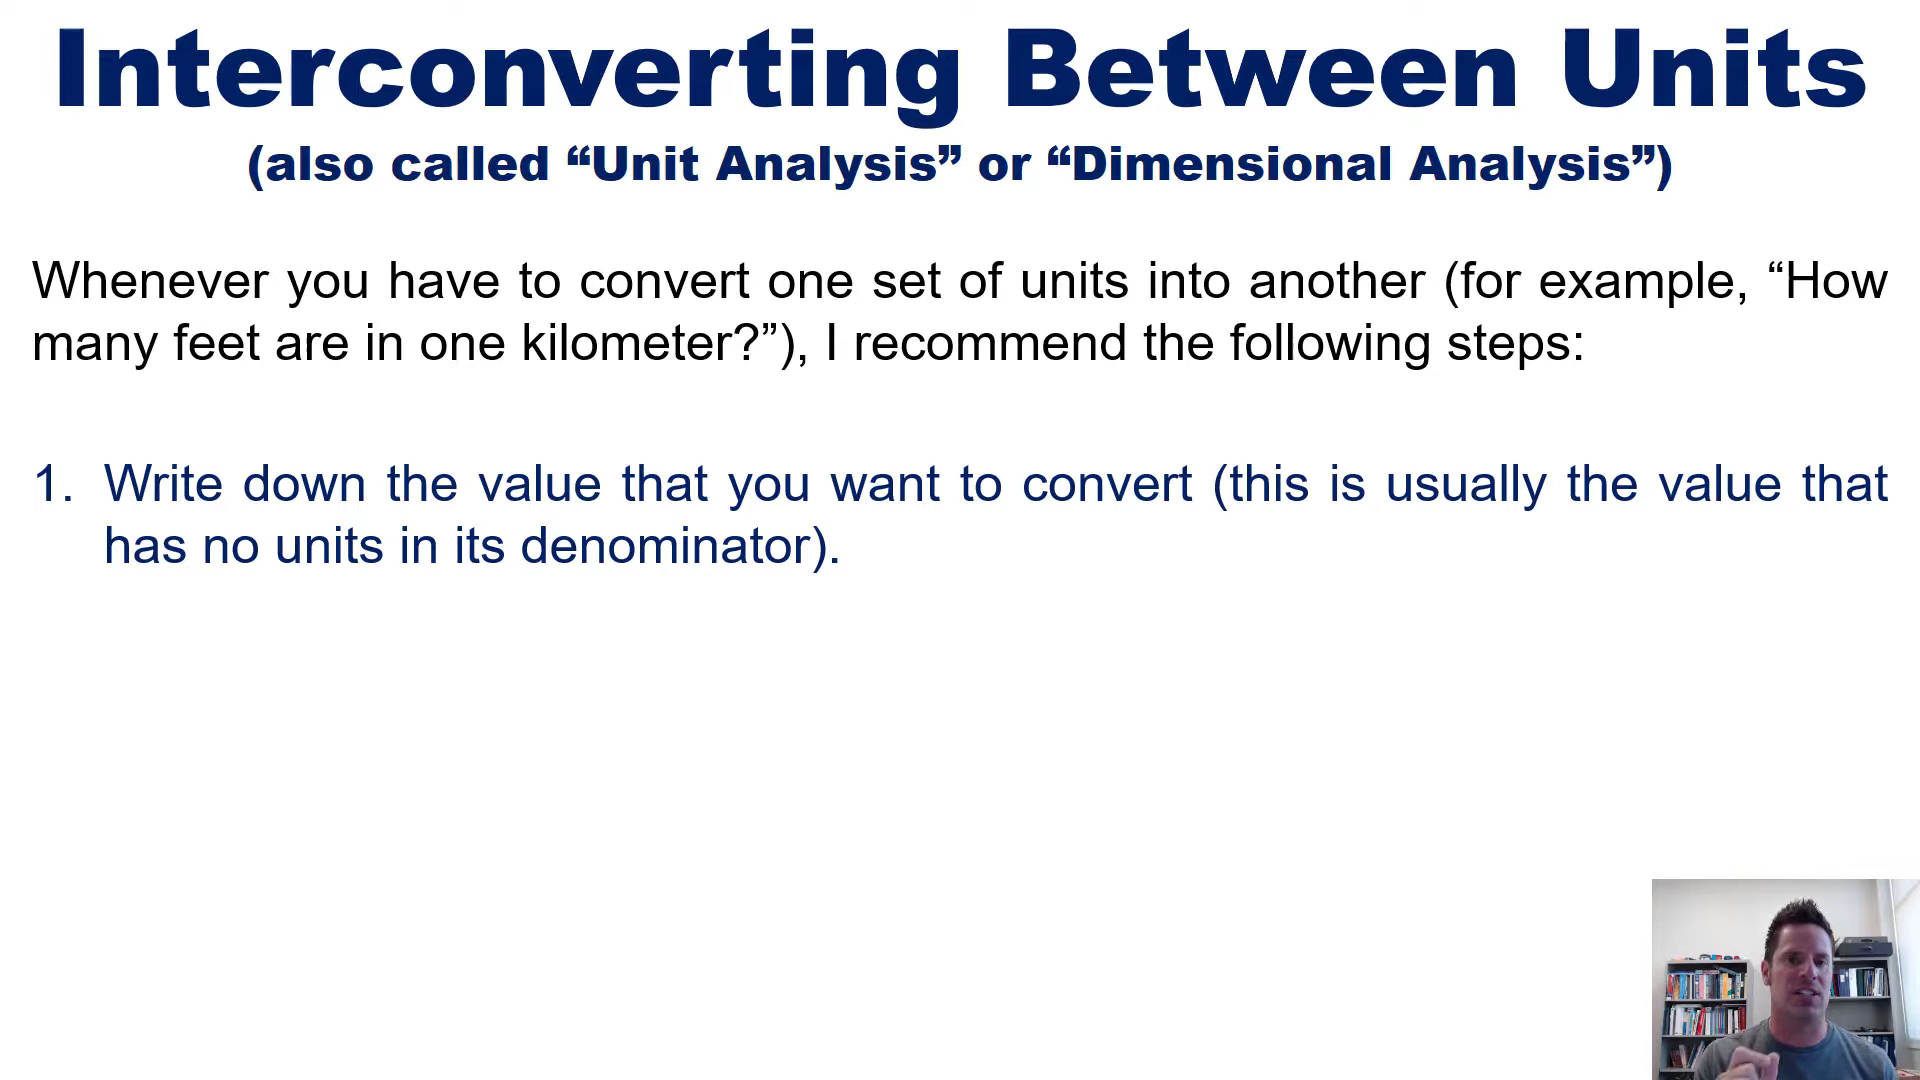 Interconverting Between Units
(also called “Unit Analysis” or “Dimensional Analysis”)
Whenever you have to convert one set of units into another (for example, “How
many feet are in one kilometer?”), I recommend the following steps:
1. Write down the value that you want to convert (this is usually the value that
has no units in its denominator).